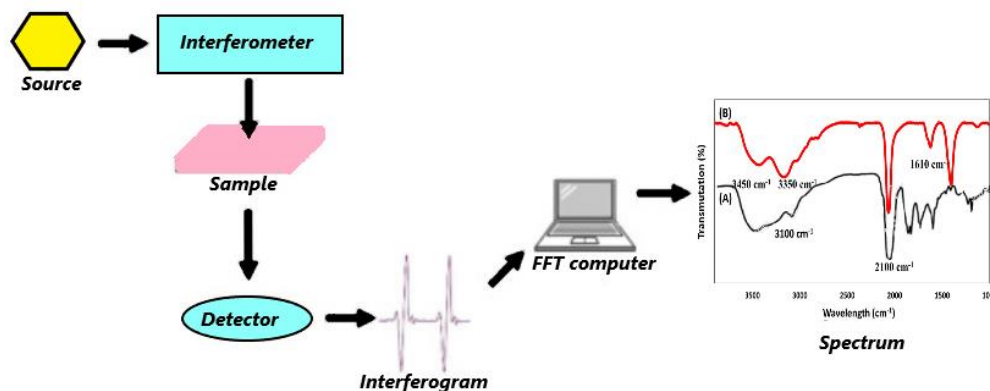 Source
Interferometer
Sample
Detector
Interferogram
FFT computer
Transmutation (%)
(B)
3450 cm-1
3350 cm-1
1610 cm-1
(A)
3100 cm-1
2100 cm-1
3500 3000 2500 2000 1500 10
Wavelength (cm-1)
Spectrum